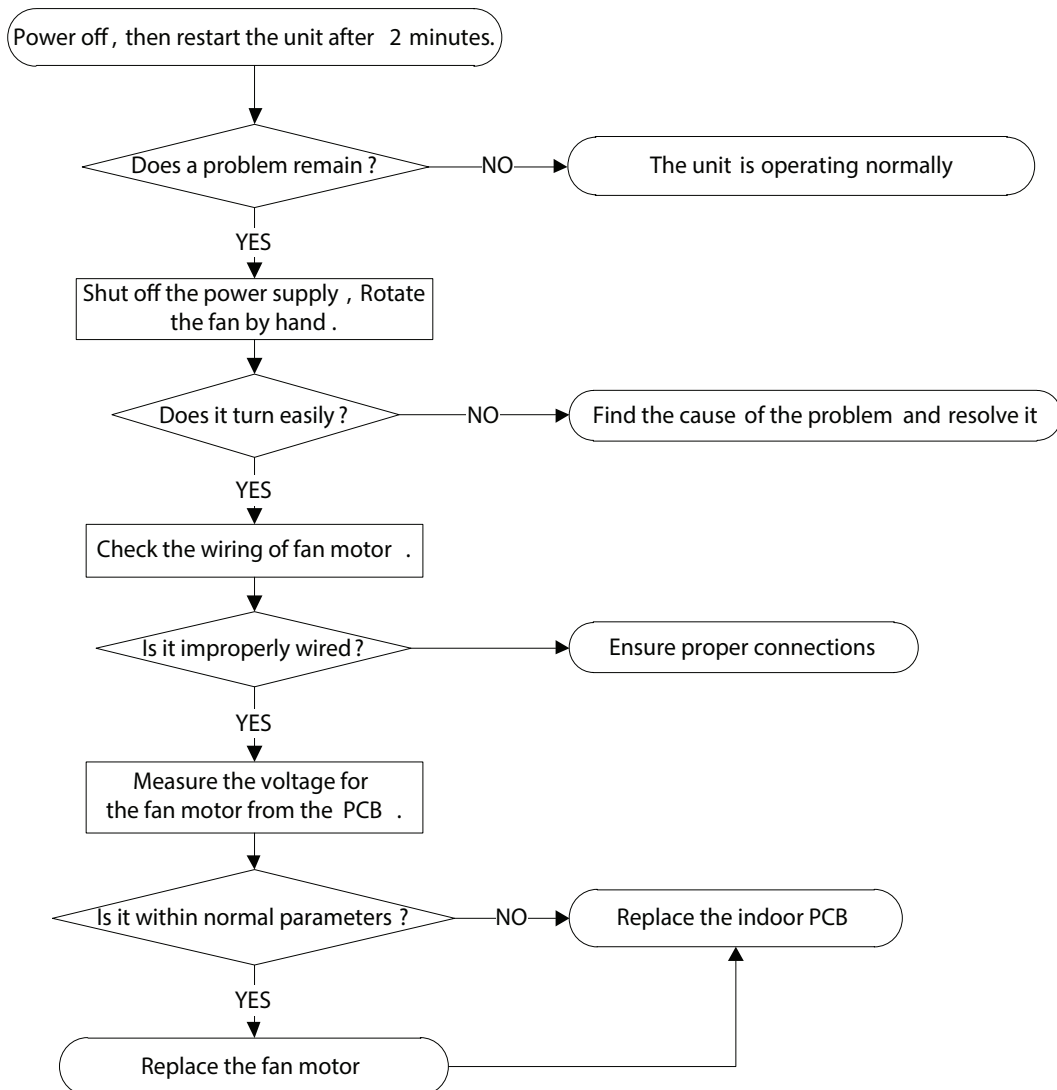 Power off, then restart the unit after 2 minutes.
Does a problem remain?
NO
The unit is operating normally
YES
Shut off the power supply, Rotate
the fan by hand.
Does it turn easily?
NO
Find the cause of the problem and resolve it
YES
Check the wiring of fan motor.
Is it improperly wired?
Ensure proper connections
YES
Measure the voltage for
the fan motor from the PCB.
Is it within normal parameters?
NO
Replace the indoor PCB
YES
Replace the fan motor